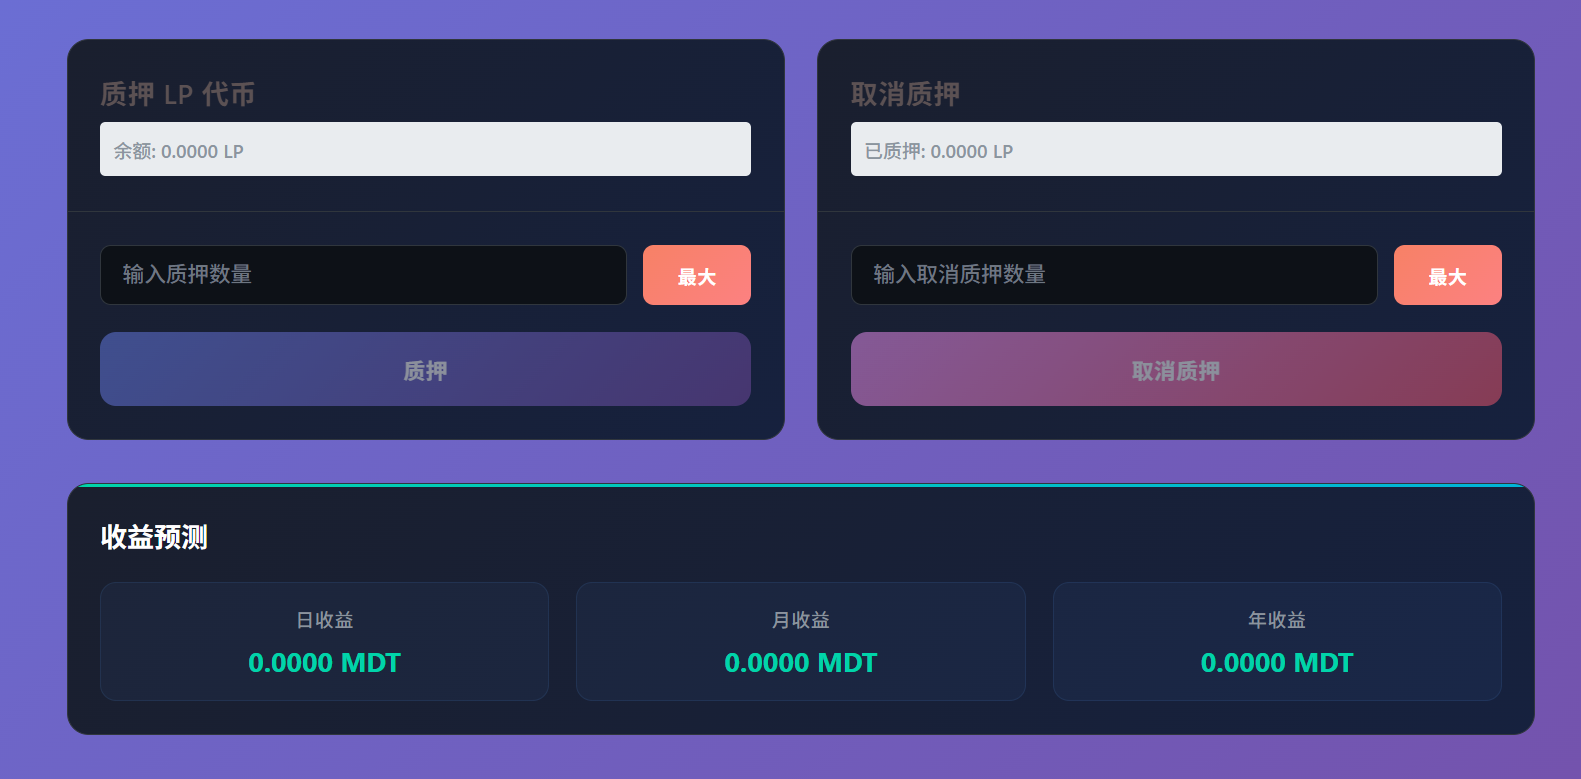 质押 LP 代币
余额: 0.0000 LP
输入质押数量
最大
质押
取消质押
已质押: 0.0000 LP
输入取消质押数量
最大
取消质押
收益预测
日收益
0.0000 MDT
月收益
0.0000 MDT
年收益
0.0000 MDT